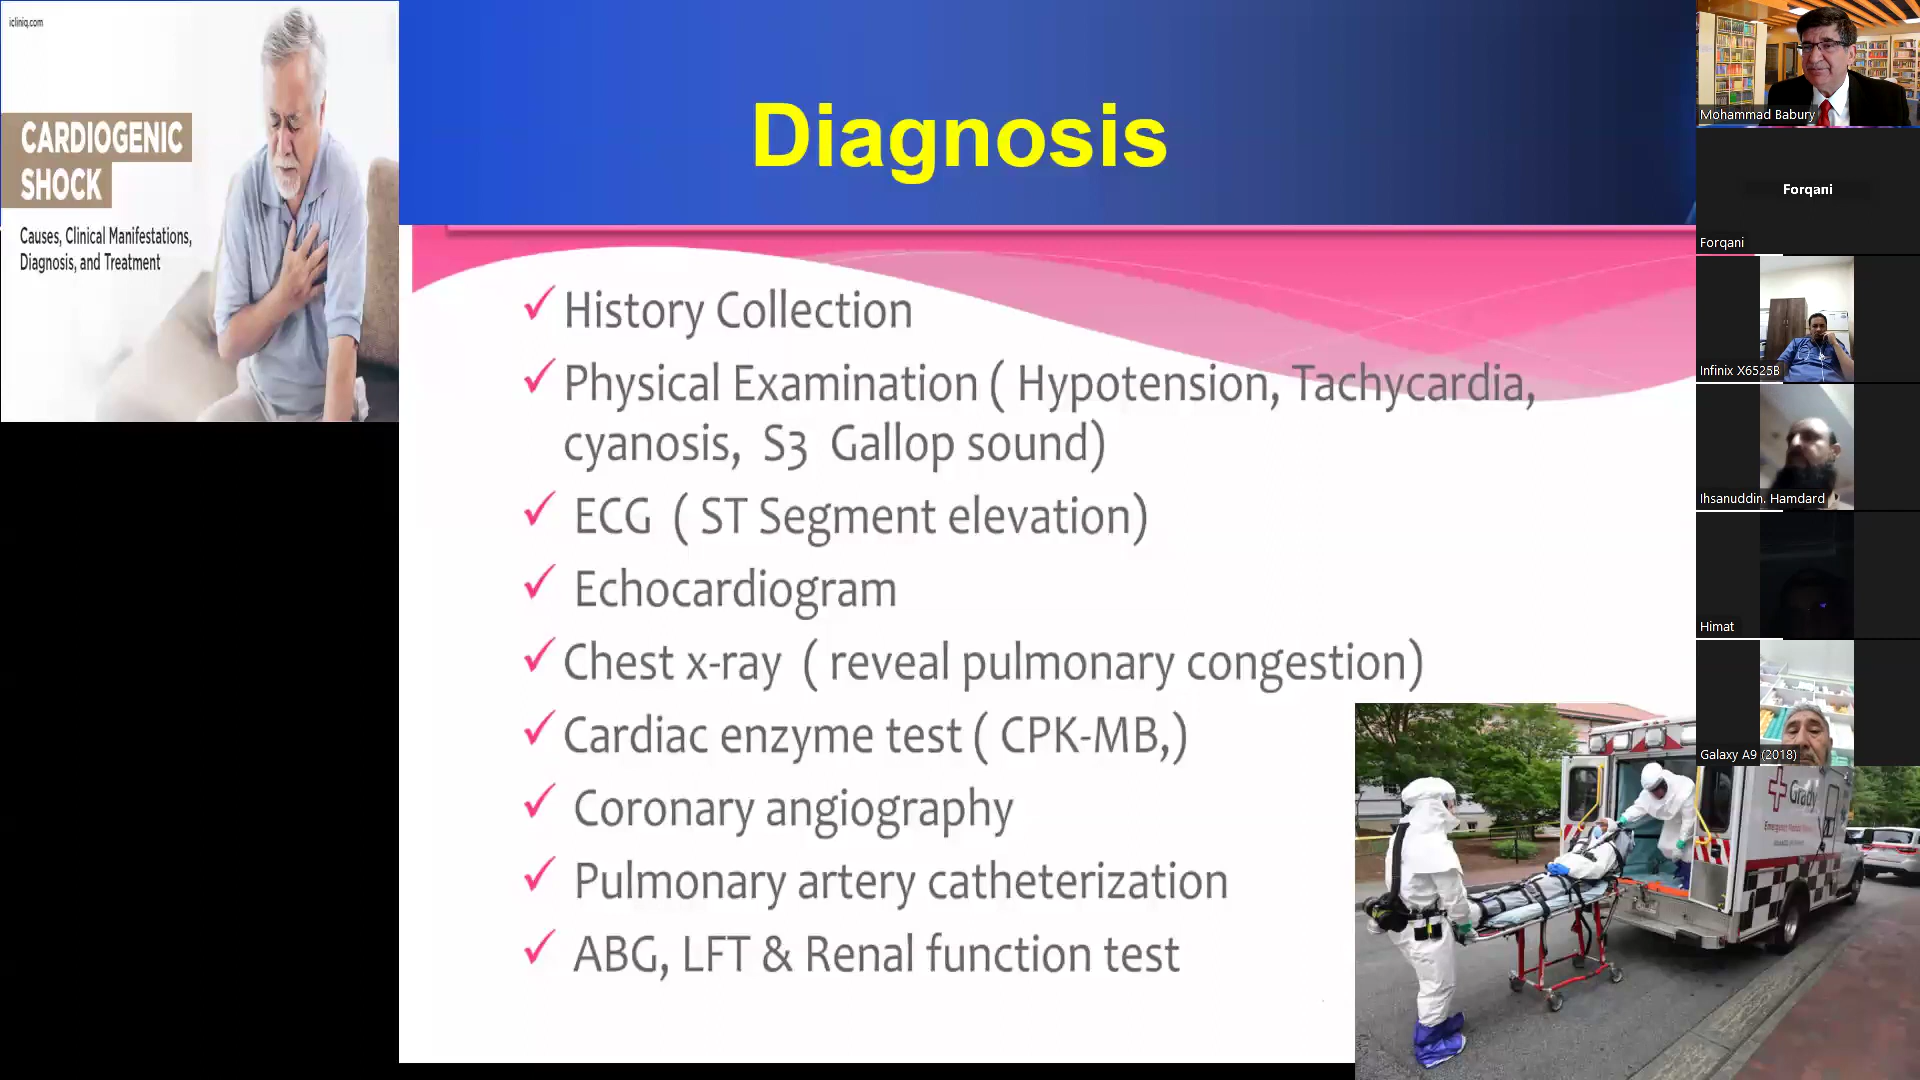 icliniq.com
CARDIOGENIC
SHOCK
Causes, Clinical Manifestations,
Diagnosis, and Treatment
Diagnosis
✓ History Collection
✓ Physical Examination ( Hypotension, Tachycardia,
cyanosis, S3 Gallop sound)
✓ ECG ( ST Segment elevation)
✓ Echocardiogram
✓ Chest x-ray ( reveal pulmonary congestion)
✓ Cardiac enzyme test ( CPK-MB,)
✓ Coronary angiography
✓ Pulmonary artery catheterization
✓ ABG, LFT & Renal function test
Mohammad Babury
Forqani
Forqani
Infinix X6525B
Ihsanuddin. Hamdard
Himat
Galaxy A9 (2018)
Grady